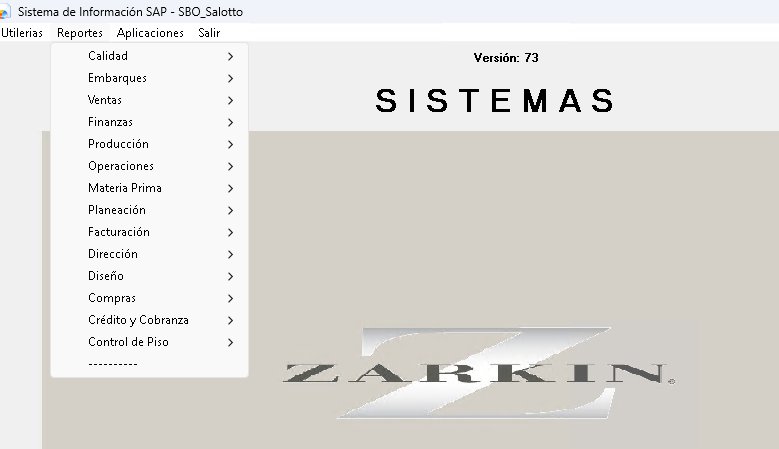 Sistema de Información SAP - SBO_Salotto
Utilerias Reportes Aplicaciones Salir
Calidad
Embarques
Ventas
Finanzas
Producción
Operaciones
Materia Prima
Planeación
Facturación
Dirección
Diseño
Compras
Crédito y Cobranza
Control de Piso
----------
Versión: 73
SISTEMAS
ZARKIN®